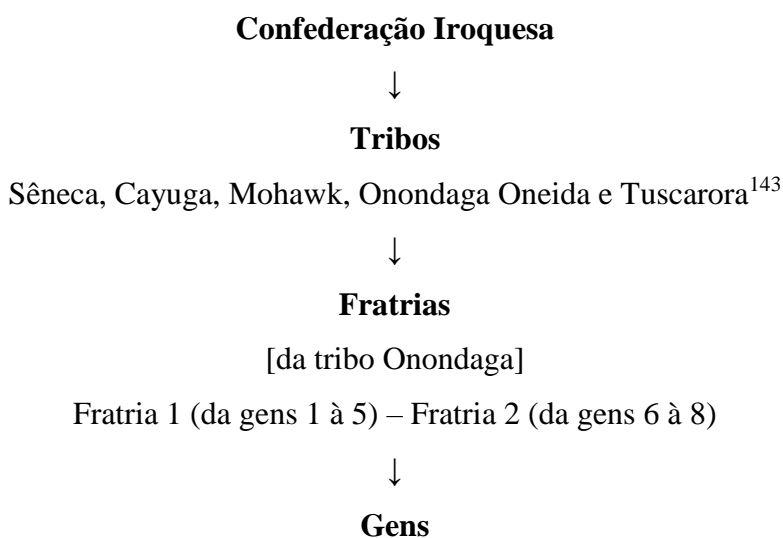 Confederação Iroquesa
↓
Tribos
Sêneca, Cayuga, Mohawk, Onondaga Oneida e Tuscarora143
↓
Fratrias
[da tribo Onondaga]
Fratria 1 (da gens 1 à 5) – Fratria 2 (da gens 6 à 8)
↓
Gens